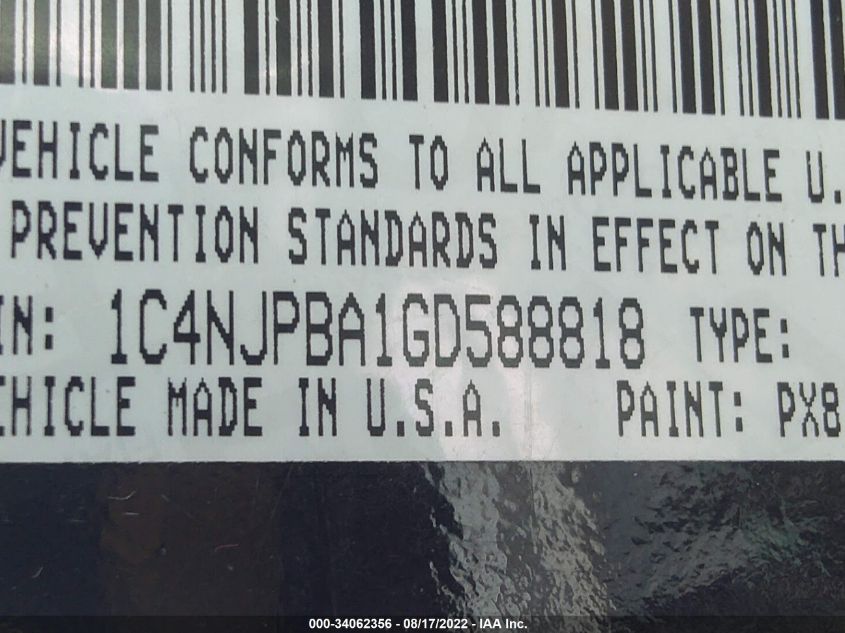 VEHICLE CONFORMS TO ALL APPLICABLE U.
PREVENTION STANDARDS IN EFFECT ON TH
IN: 1C4NJPBA1GD588818 TYPE:
EHICLE MADE IN U.S.A. PAINT: PX8
000-34062356 - 08/17/2022 - IAA Inc.